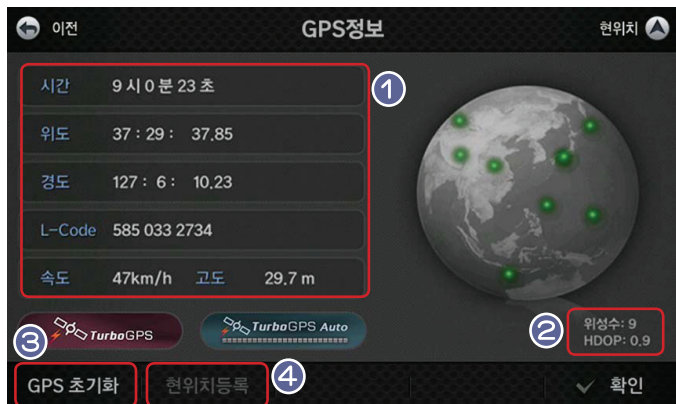 이전
GPS정보
현위치
시간 9 시 0 분 23 초
1
위도 37 : 29 : 37.85
경도 127 : 6 : 10.23
L-Code 585 033 2734
속도 47km/h 고도 29.7 m
TurboGPS
TurboGPS Auto
위성수: 9
HDOP: 0.9
2
3
4
GPS 초기화
현위치등록
확인